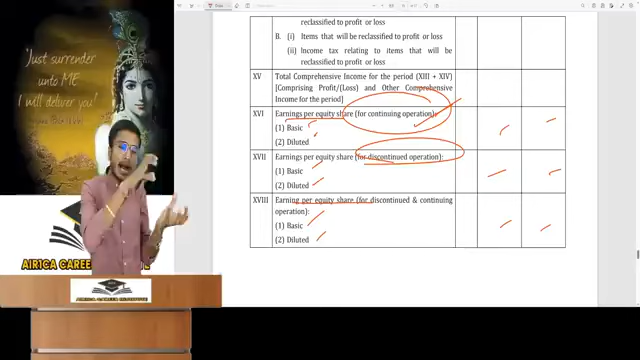 reclassified to profit or loss
B. (i) Items that will be reclassified to profit or loss
(ii) Income tax relating to items that will be
reclassified to profit or loss
XV Total Comprehensive Income for the period (XIII + XIV)
[Comprising Profit/(Loss) and Other Comprehensive
Income for the period]
XVI Earnings per equity share (for continuing operation):
(1) Basic
(2) Diluted
XVII Earnings per equity share (for discontinued operation):
(1) Basic
(2) Diluted
XVIII Earning per equity share (for discontinued & continuing
operation):
(1) Basic
(2) Diluted
"Just surrender
unto ME
I will deliver you"
AIR1CA CAR
AIR1CA CAREER INSTITUTE